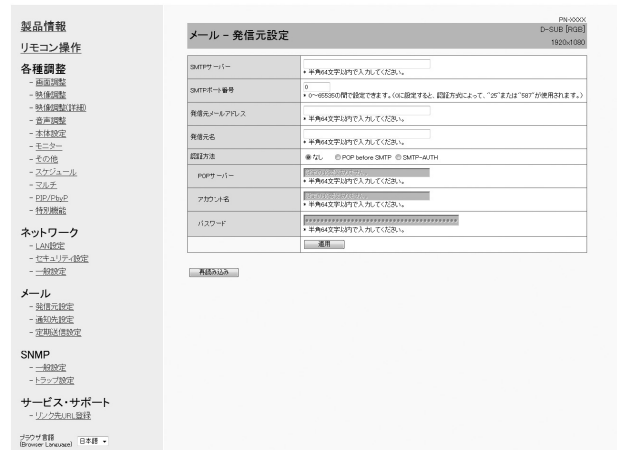 製品情報
リモコン操作
各種調整
- 画面調整
- 映像調整
- 映像調整(詳細)
- 音声調整
- 本体設定
- モニター
- その他
- スケジュール
- マルチ
- PIP/PbyP
- 特別機能
ネットワーク
- LAN設定
- セキュリティ設定
- 一般設定
メール
- 発信元設定
- 通知先設定
- 定期送信設定
SNMP
- 一般設定
- トラップ設定
サービス・サポート
- リンク先URL登録
ブラウザ言語
(Browser Language) 日本語
PN-XXXX
メール - 発信元設定
D-SUB [RGB]
1920x1080
SMTPサーバー
* 半角64文字以内で入力してください。
SMTPポート番号
0
* 0~65535の間で設定できます。(0に設定すると、認証方式によって、"25"または"587"が使用されます。)
発信元メールアドレス
* 半角64文字以内で入力してください。
発信元名
* 半角64文字以内で入力してください。
認証方法 なし POP before SMTP SMTP-AUTH
POPサーバー
* 半角64文字以内で入力してください。
アカウント名
* 半角64文字以内で入力してください。
パスワード
* 半角64文字以内で入力してください。
適用
再読み込み